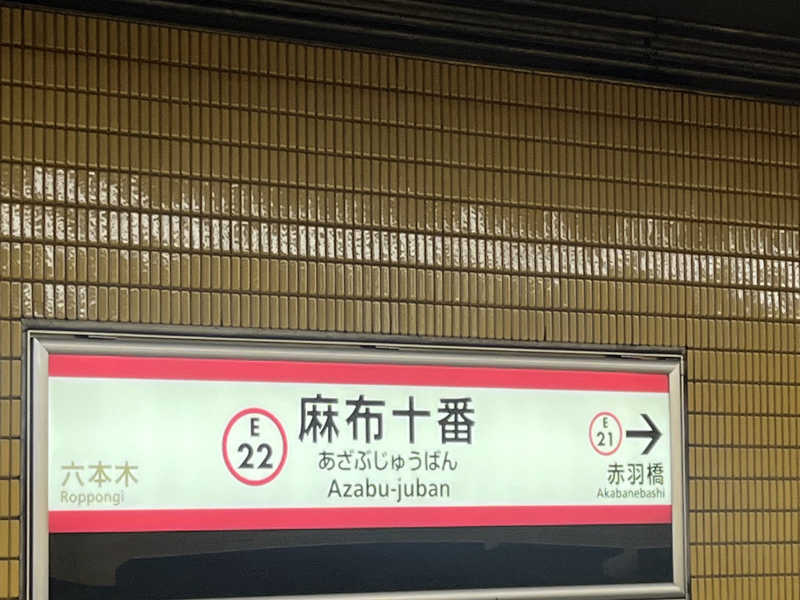 六本木
Roppongi
E
22
麻布十番
あざぶじゅうばん
Azabu-juban
E
21
→
赤羽橋
Akabanebashi